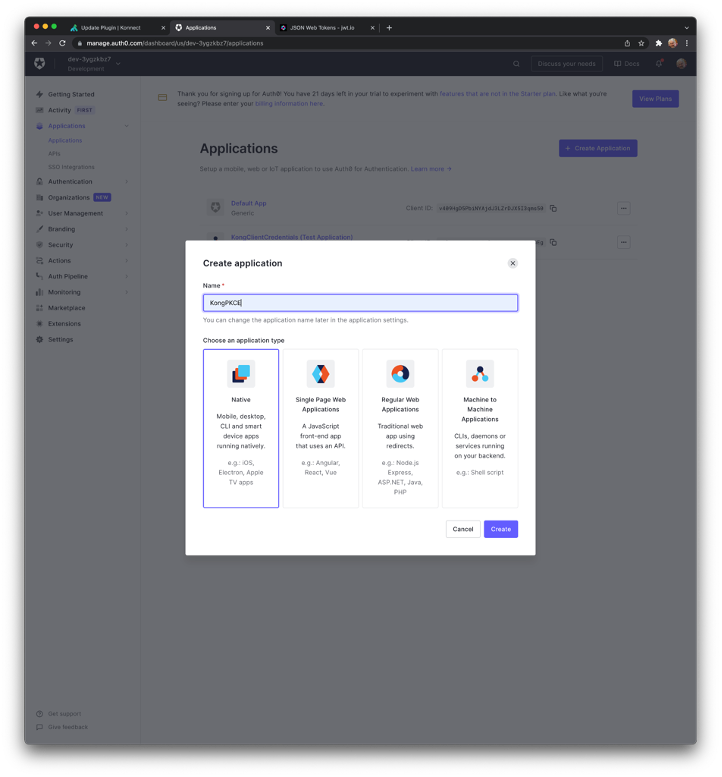 Update Plugin | Konnect
Applications
JSON Web Tokens - jwt.io
manage.auth0.com/dashboard/us/dev-3ygzkbz7/applications
dev-3ygzkbz7
Development
Discuss your needs
Docs
Getting Started
Activity FIRST
Applications
Applications
APIs
SSO Integrations
Authentication
Organizations NEW
User Management
Branding
Security
Actions
Auth Pipeline
Monitoring
Marketplace
Extensions
Settings
Get support
Give feedback
Thank you for signing up for Auth0! You have 21 days left in your trial to experiment with features that are not in the Starter plan. Like what you're
seeing? Please enter your billing information here.
View Plans
Applications
+ Create Application
Setup a mobile, web or IoT application to use Auth0 for Authentication. Learn more →
Default App
Generic
Client ID:
KongClientCredentials (Test Application)
Create application
Name *
KongPKCE
You can change the application name later in the application settings.
Choose an application type
Native
Mobile, desktop,
CLI and smart
device apps
running natively.
e.g.: iOS,
Electron, Apple
TV apps
Single Page Web
Applications
A JavaScript
front-end app
that uses an API.
e.g.: Angular,
React, Vue
Regular Web
Applications
Traditional web
app using
redirects.
e.g.: Node.js
Express,
ASP.NET, Java,
PHP
Machine to
Machine
Applications
CLIs, daemons or
services running
on your backend.
e.g.: Shell script
Cancel
Create